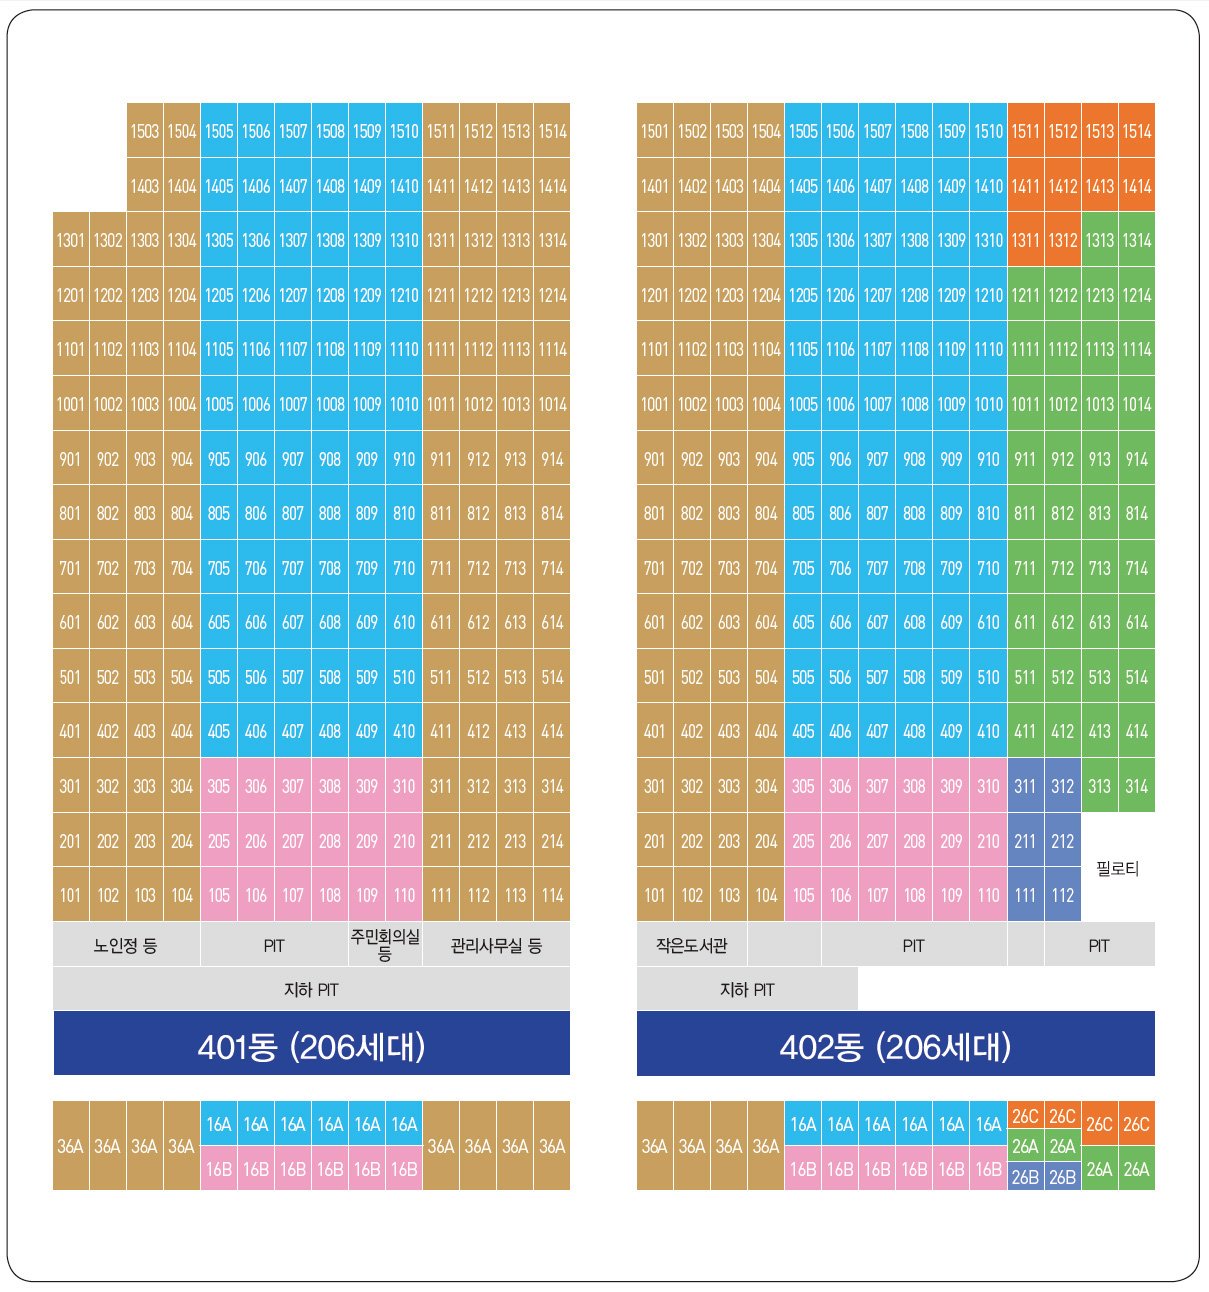 1503 1504 1505 1506 1507 1508 1509 1510 1511 1512 1513 1514 1501 1502 1503 1504 1505 1506 1507 1508 1509 1510 1511 1512 1513 1514
1403 1404 1405 1406 1407 1408 1409 1410 1411 1412 1413 1414 1401 1402 1403 1404 1405 1406 1407 1408 1409 1410 1411 1412 1413 1414
1301 1302 1303 1304 1305 1306 1307 1308 1309 1310 1311 1312 1313 1314 1301 1302 1303 1304 1305 1306 1307 1308 1309 1310 1311 1312 1313 1314
1201 1202 1203 1204 1205 1206 1207 1208 1209 1210 1211 1212 1213 1214 1201 1202 1203 1204 1205 1206 1207 1208 1209 1210 1211 1212 1213 1214
1101 1102 1103 1104 1105 1106 1107 1108 1109 1110 1111 1112 1113 1114 1101 1102 1103 1104 1105 1106 1107 1108 1109 1110 1111 1112 1113 1114
1001 1002 1003 1004 1005 1006 1007 1008 1009 1010 1011 1012 1013 1014 1001 1002 1003 1004 1005 1006 1007 1008 1009 1010 1011 1012 1013 1014
901 902 903 904 905 906 907 908 909 910 911 912 913 914 901 902 903 904 905 906 907 908 909 910 911 912 913 914
801 802 803 804 805 806 807 808 809 810 811 812 813 814 801 802 803 804 805 806 807 808 809 810 811 812 813 814
701 702 703 704 705 706 707 708 709 710 711 712 713 714 701 702 703 704 705 706 707 708 709 710 711 712 713 714
601 602 603 604 605 606 607 608 609 610 611 612 613 614 601 602 603 604 605 606 607 608 609 610 611 612 613 614
501 502 503 504 505 506 507 508 509 510 511 512 513 514 501 502 503 504 505 506 507 508 509 510 511 512 513 514
401 402 403 404 405 406 407 408 409 410 411 412 413 414 401 402 403 404 405 406 407 408 409 410 411 412 413 414
301 302 303 304 305 306 307 308 309 310 311 312 313 314 301 302 303 304 305 306 307 308 309 310 311 312 313 314
201 202 203 204 205 206 207 208 209 210 211 212 213 214 201 202 203 204 205 206 207 208 209 210 211 212
필로티
101 102 103 104 105 106 107 108 109 110 111 112 113 114 101 102 103 104 105 106 107 108 109 110 111 112
노인정 등 PIT 주민회의실 등 관리사무실 등 작은도서관 PIT PIT
지하 PIT 지하 PIT
401동 (206세대) 402동 (206세대)
36A 36A 36A 36A 16A 16A 16A 16A 16A 16A 36A 36A 36A 36A 36A 36A 36A 36A 16A 16A 16A 16A 16A 16A 26C 26C 26C 26C
26A 26A
16B 16B 16B 16B 16B 16B 16B 16B 16B 16B 16B 16B 26B 26B 26A 26A